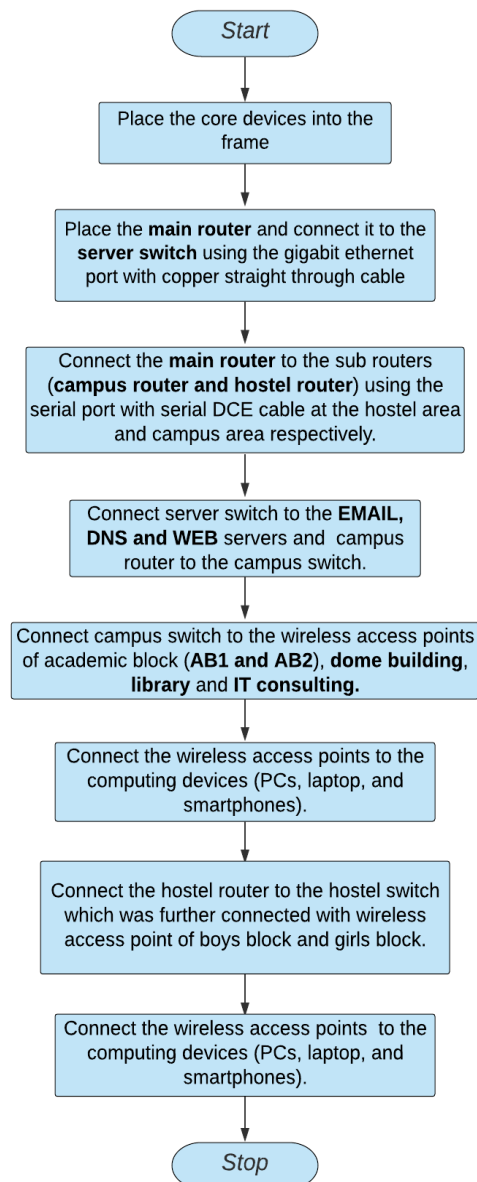 Start
Place the core devices into the
frame
Place the main router and connect it to the
server switch using the gigabit ethernet
port with copper straight through cable
Connect the main router to the sub routers
(campus router and hostel router) using the
serial port with serial DCE cable at the hostel area
and campus area respectively.
Connect server switch to the EMAIL,
DNS and WEB servers and campus
router to the campus switch.
Connect campus switch to the wireless access points
of academic block (AB1 and AB2), dome building,
library and IT consulting.
Connect the wireless access points to the
computing devices (PCs, laptop, and
smartphones).
Connect the hostel router to the hostel switch
which was further connected with wireless
access point of boys block and girls block.
Connect the wireless access points to the
computing devices (PCs, laptop, and
smartphones).
Stop